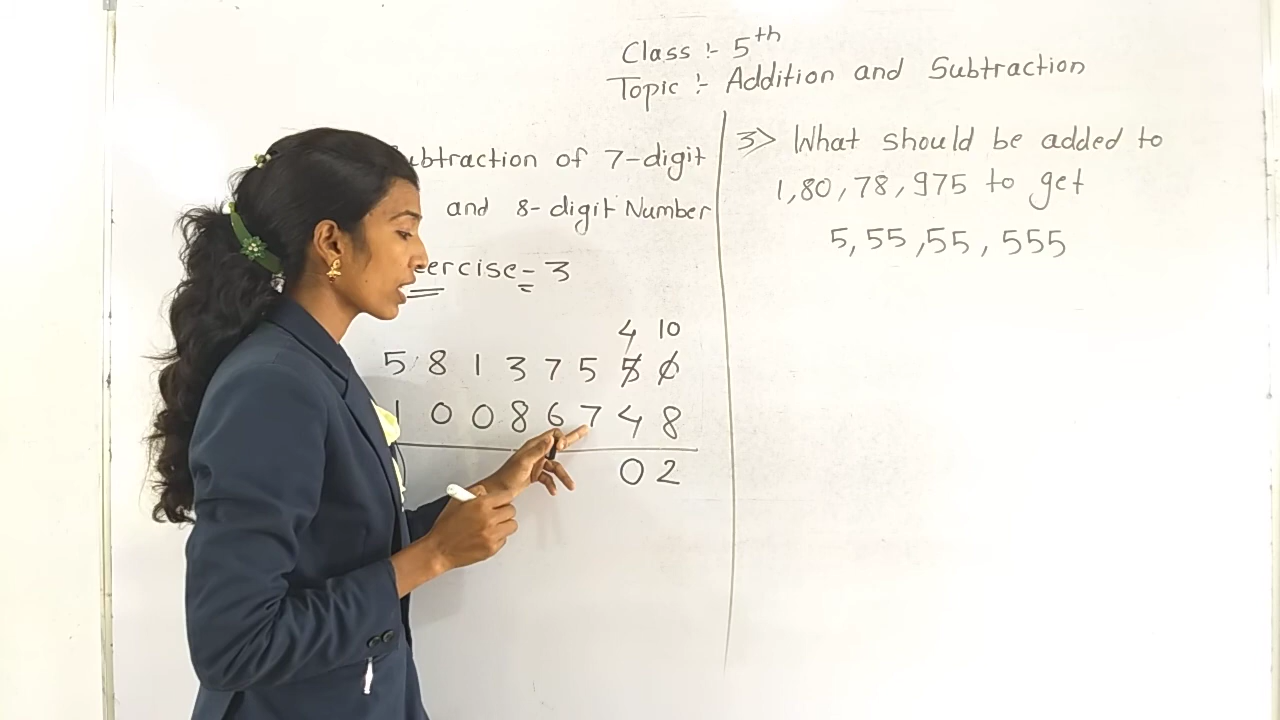 Class :- 5th
Topic :- Addition and Subtraction
ubtraction of 7-digit
and 8-digit Number
ercise-3
4 10
5 8 1 3 7 5 5 0
1 0 0 8 6 7 4 8
0 2
3> What should be added to
1,80,78,975 to get
5,55,55,555